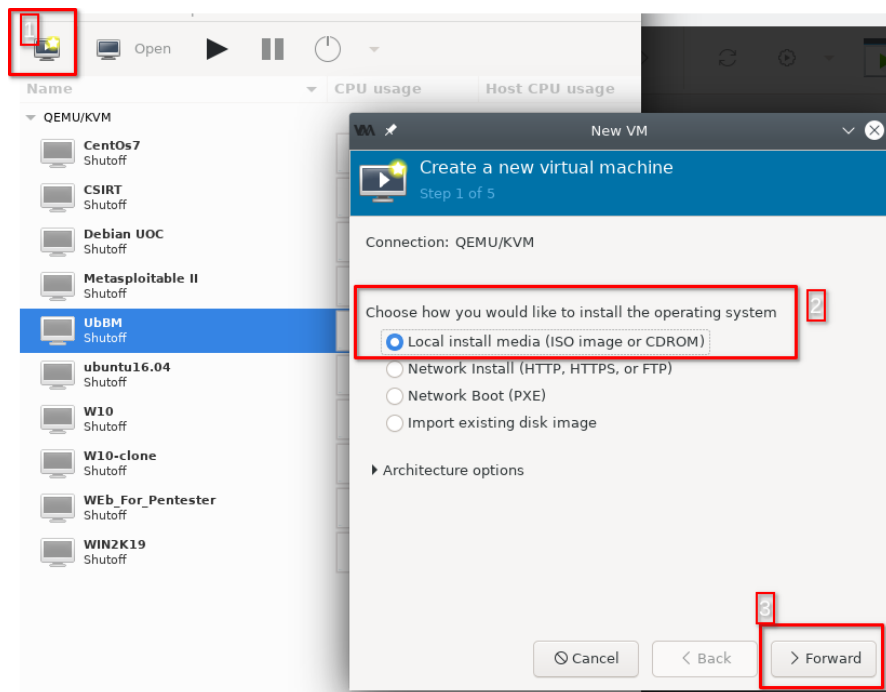 1
Open
Name CPU usage Host CPU usage
QEMU/KVM
CentOs7
Shutoff
CSIRT
Shutoff
Debian UOC
Shutoff
Metasploitable II
Shutoff
UbBM
Shutoff
ubuntu16.04
Shutoff
W10
Shutoff
W10-clone
Shutoff
WEb_For_Pentester
Shutoff
WIN2K19
Shutoff
New VM
Create a new virtual machine
Step 1 of 5
Connection: QEMU/KVM
2
Choose how you would like to install the operating system
Local install media (ISO image or CDROM)
Network Install (HTTP, HTTPS, or FTP)
Network Boot (PXE)
Import existing disk image
Architecture options
3
Cancel Back Forward